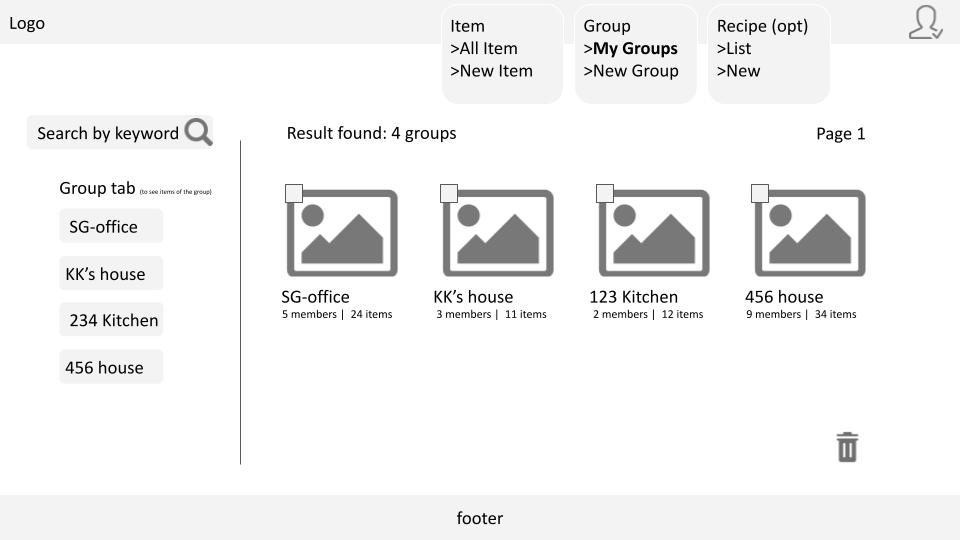 Logo
Item
>All Item
>New Item
Group
>My Groups
>New Group
Recipe (opt)
>List
>New
Search by keyword
Group tab (to see items of the group)
SG-office
KK’s house
234 Kitchen
456 house
Result found: 4 groups
Page 1
SG-office
5 members | 24 items
KK’s house
3 members | 11 items
123 Kitchen
2 members | 12 items
456 house
9 members | 34 items
footer